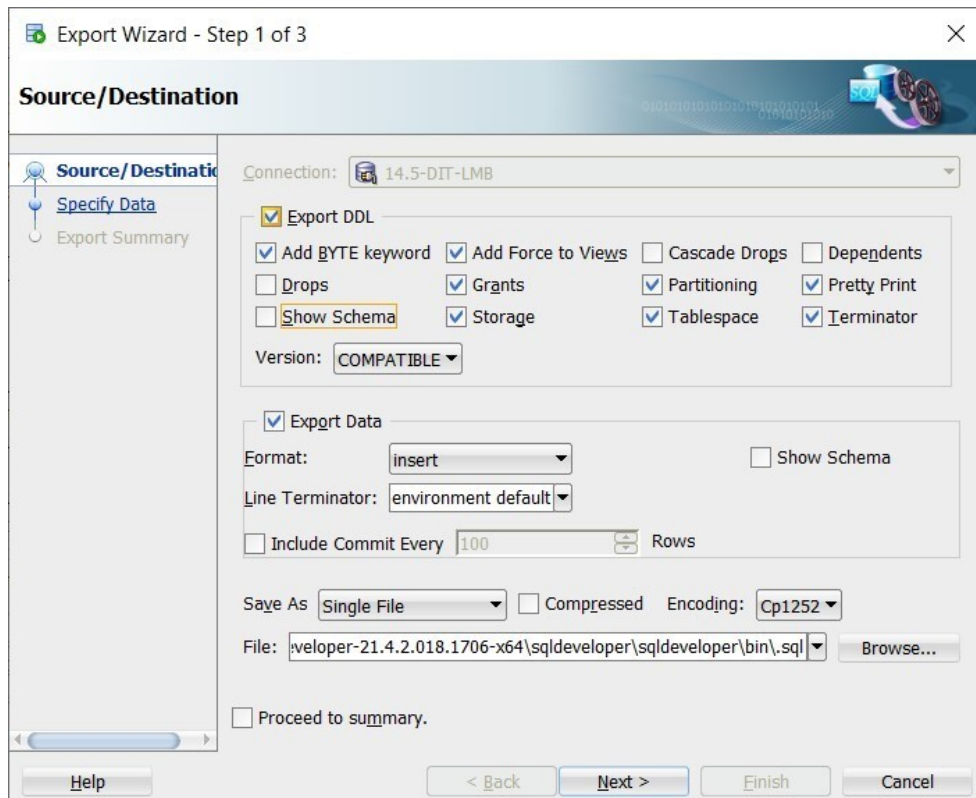 Export Wizard - Step 1 of 3
Source/Destination
SQL
Source/Destinatic
Specify Data
Export Summary
Connection: 14.5-DIT-LMB
Export DDL
Add BYTE keyword Add Force to Views Cascade Drops Dependents
Drops Grants Partitioning Pretty Print
Show Schema Storage Tablespace Terminator
Version: COMPATIBLE
Export Data
Format: insert Show Schema
Line Terminator: environment default
Include Commit Every 100 Rows
Save As Single File Compressed Encoding: Cp1252
File: eveloper-21.4.2.018.1706-x64\sqldeveloper\sqldeveloper\bin\.sql Browse...
Proceed to summary.
Help < Back Next > Finish Cancel